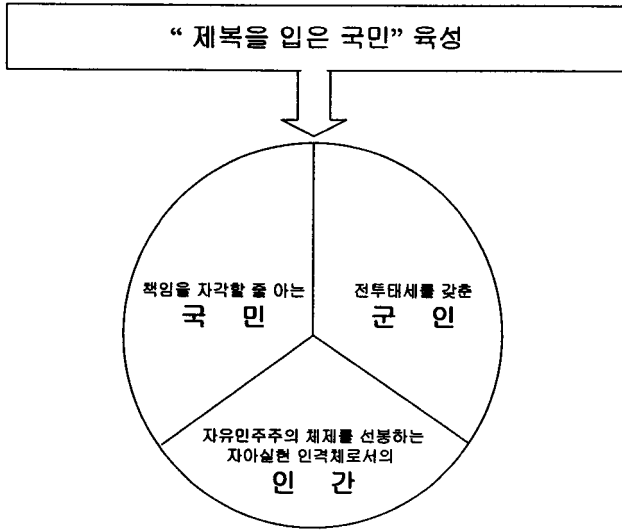 “ 제복을 입은 국민” 육성
책임을 자각할 줄 아는
국 민
전투태세를 갖춘
군 인
자유민주주의 체제를 선봉하는
자아실현 인격체로서의
인 간